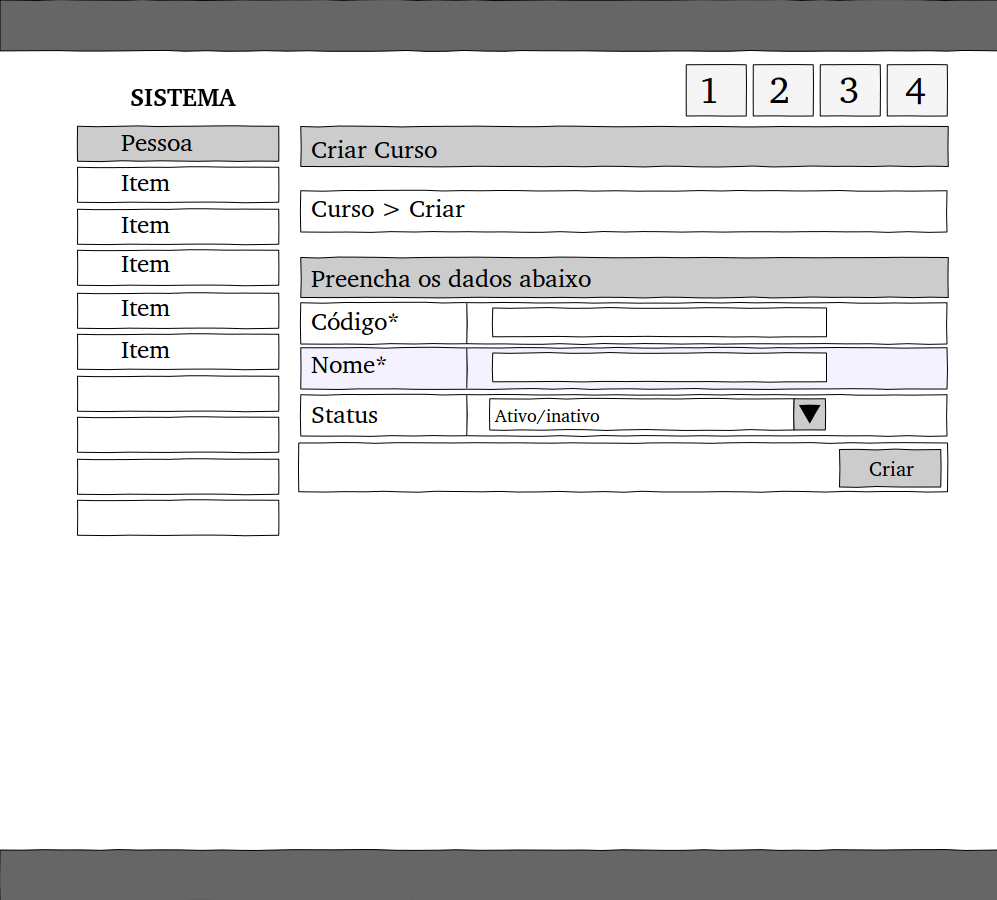 1 2 3 4
SISTEMA
Pessoa
Item
Item
Item
Item
Item
Criar Curso
Curso > Criar
Preencha os dados abaixo
Código*
Nome*
Status Ativo/inativo
Criar